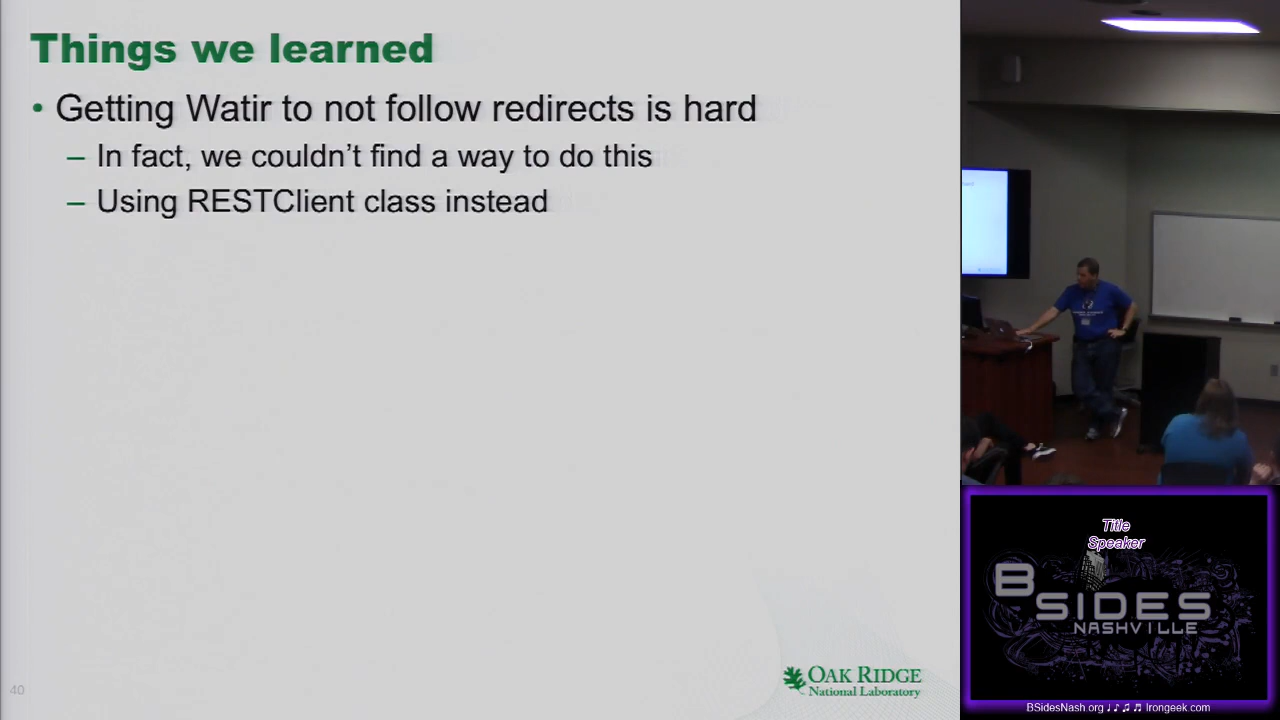 Things we learned
• Getting Watir to not follow redirects is hard
– In fact, we couldn't find a way to do this
– Using RESTClient class instead
40
OAK RIDGE
National Laboratory
Title
Speaker
BSIDES
NASHVILLE
BSidesNash.org ♩ ♪ ♫ ♬ Irongeek.com